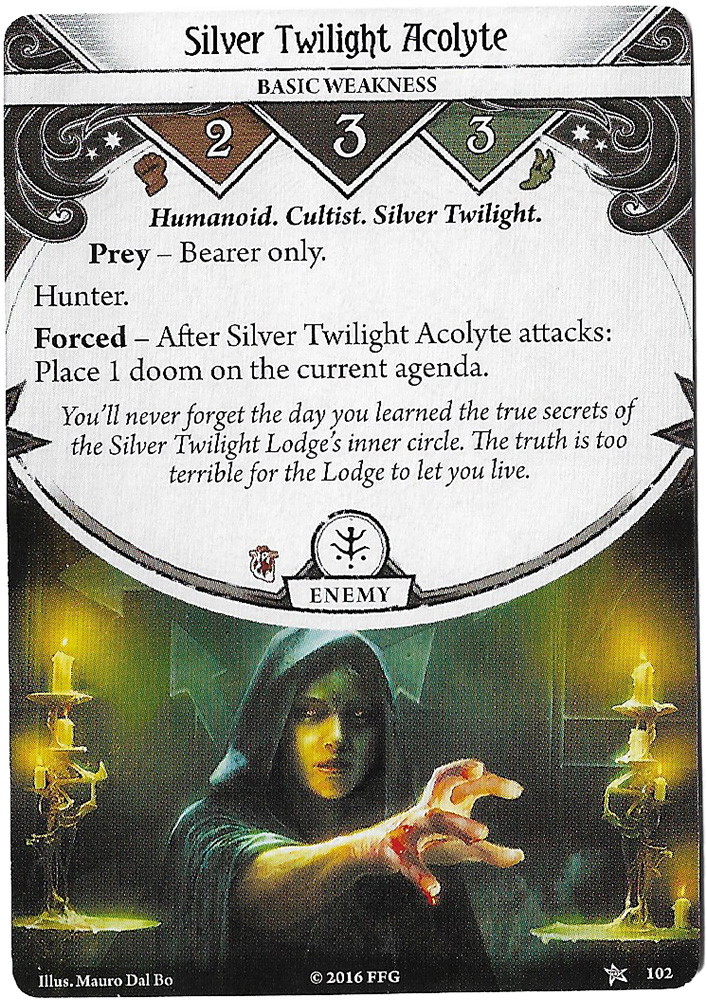 Silver Twilight Acolyte
BASIC WEAKNESS
2 3 3
Humanoid. Cultist. Silver Twilight.
Prey – Bearer only.
Hunter.
Forced – After Silver Twilight Acolyte attacks:
Place 1 doom on the current agenda.
You'll never forget the day you learned the true secrets of
the Silver Twilight Lodge's inner circle. The truth is too
terrible for the Lodge to let you live.
ENEMY
Illus. Mauro Dal Bo © 2016 FFG 102